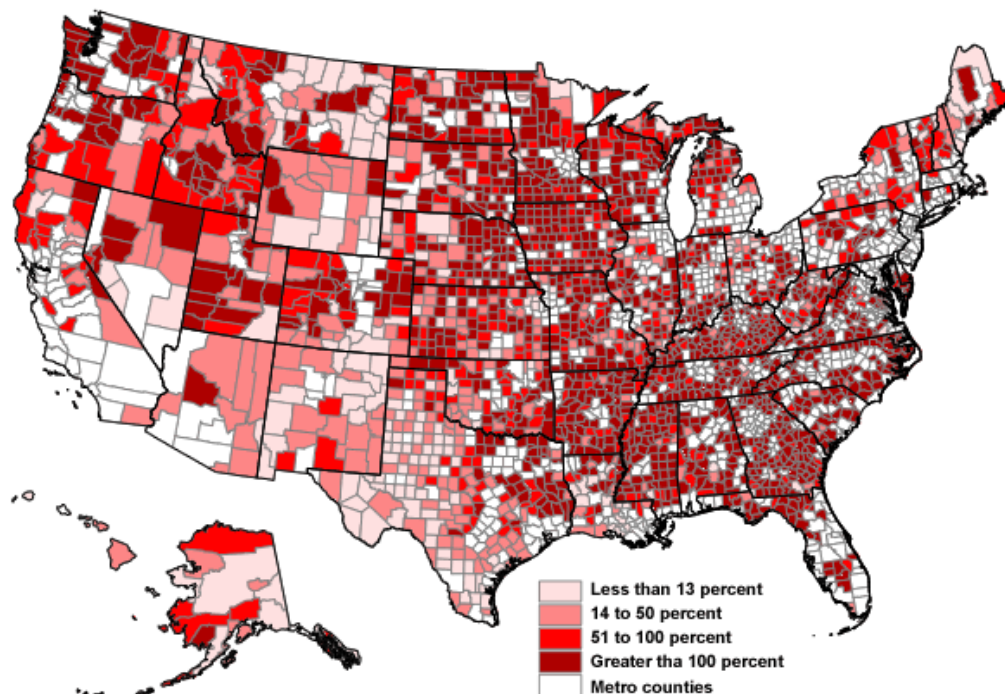 Less than 13 percent
14 to 50 percent
51 to 100 percent
Greater tha 100 percent
Metro counties